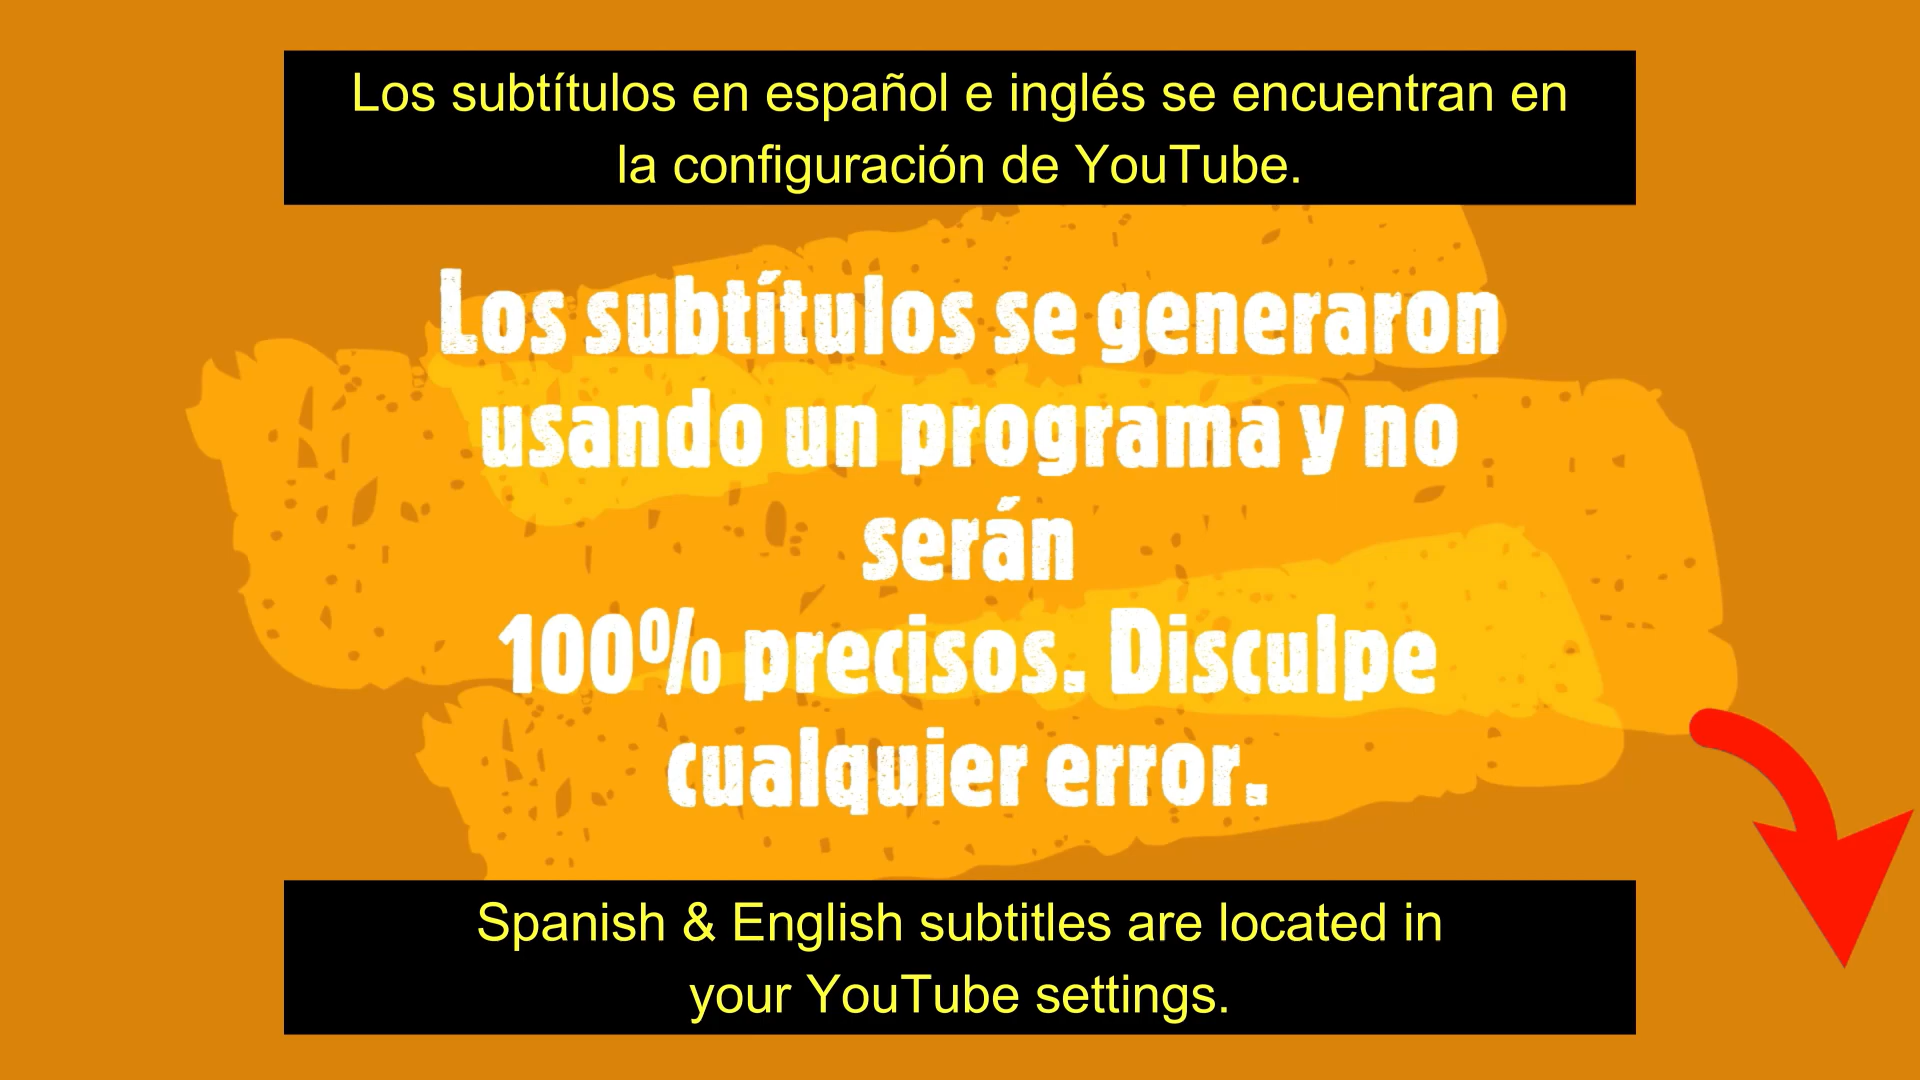 Los subtítulos en español e inglés se encuentran en
la configuración de YouTube.
Los subtítulos se generaron
usando un programa y no
serán
100% precisos. Disculpe
cualquier error.
Spanish & English subtitles are located in
your YouTube settings.